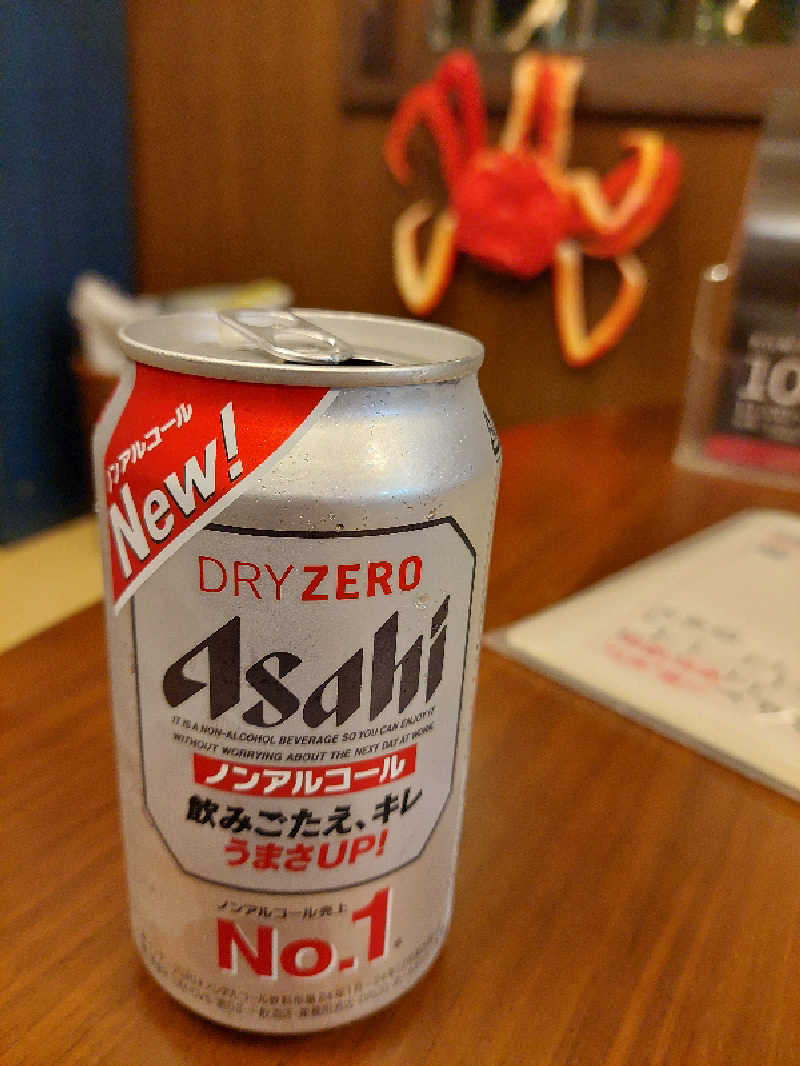 ノンアルコール
New!
DRY ZERO
Asahi
IT IS A NON-ALCOHOL BEVERAGE SO YOU CAN ENJOY IT
WITHOUT WORRYING ABOUT THE NEXT DAY AT WORK
ノンアルコール
飲みごたえ、キレ
うまさUP!
ノンアルコール売上
No.1
10